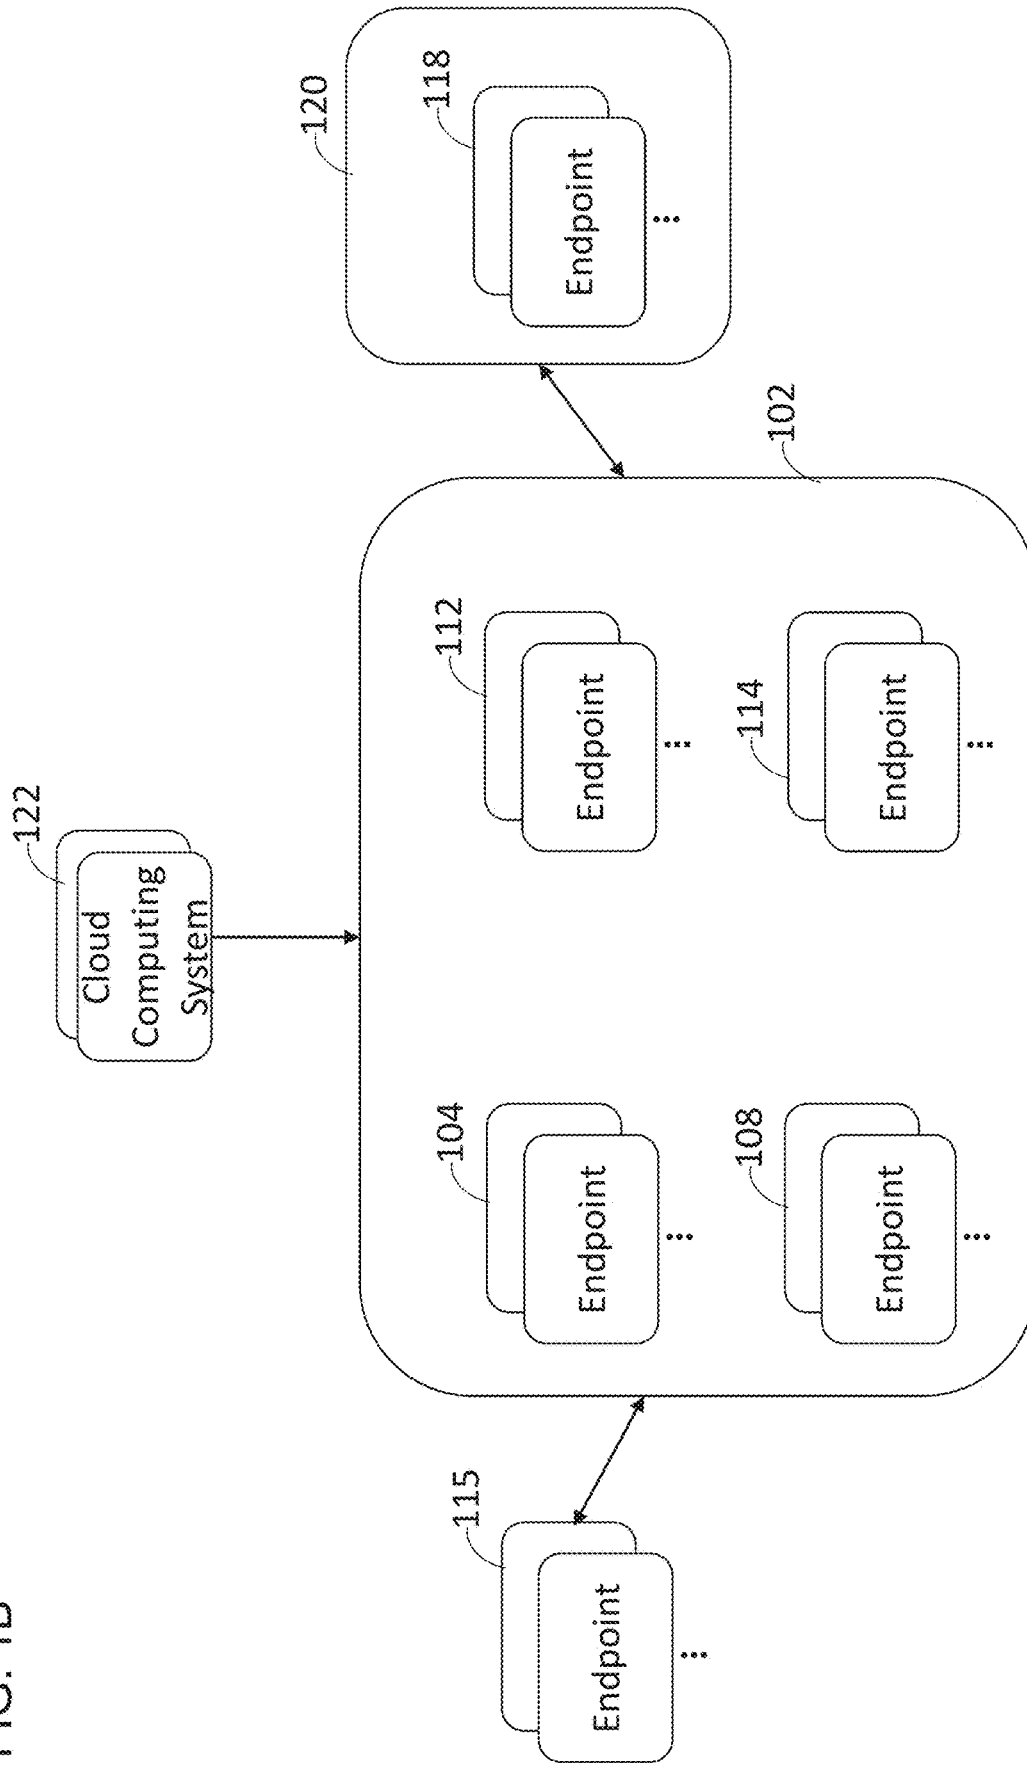 FIG. 1B
122
Cloud
Computing
System
120
118
Endpoint
...
115
Endpoint
...
104
Endpoint
...
112
Endpoint
...
102
108
Endpoint
...
114
Endpoint
...